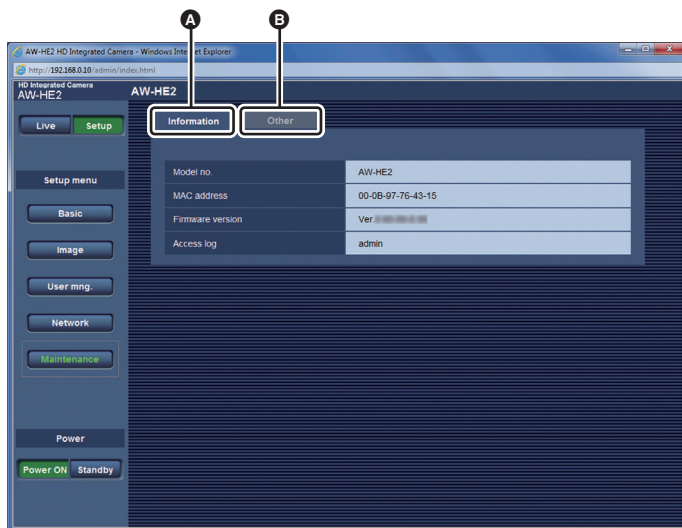 A
B
AW-HE2 HD Integrated Camera - Windows Internet Explorer
http://192.168.0.10/admin/index.html
HD Integrated Camera
AW-HE2
AW-HE2
Live
Setup
Information
Other
Setup menu
Basic
Image
User mng.
Network
Maintenance
Model no.
AW-HE2
MAC address
00-0B-97-76-43-15
Firmware version
Ver.
Access log
admin
Power
Power ON
Standby